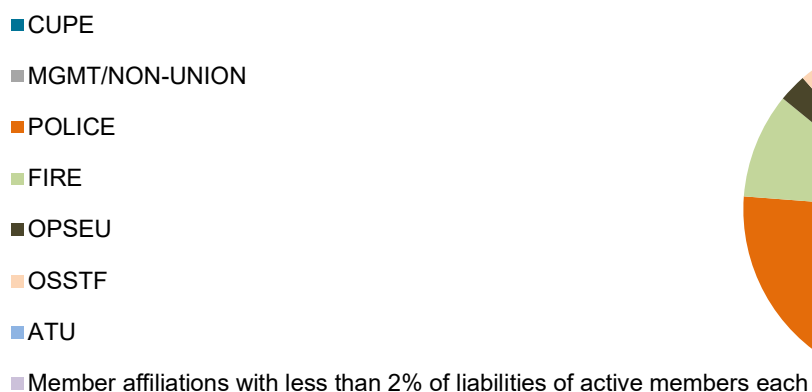 CUPE
MGMT/NON-UNION
POLICE
FIRE
OPSEU
OSSTF
ATU
Member affiliations with less than 2% of liabilities of active members each